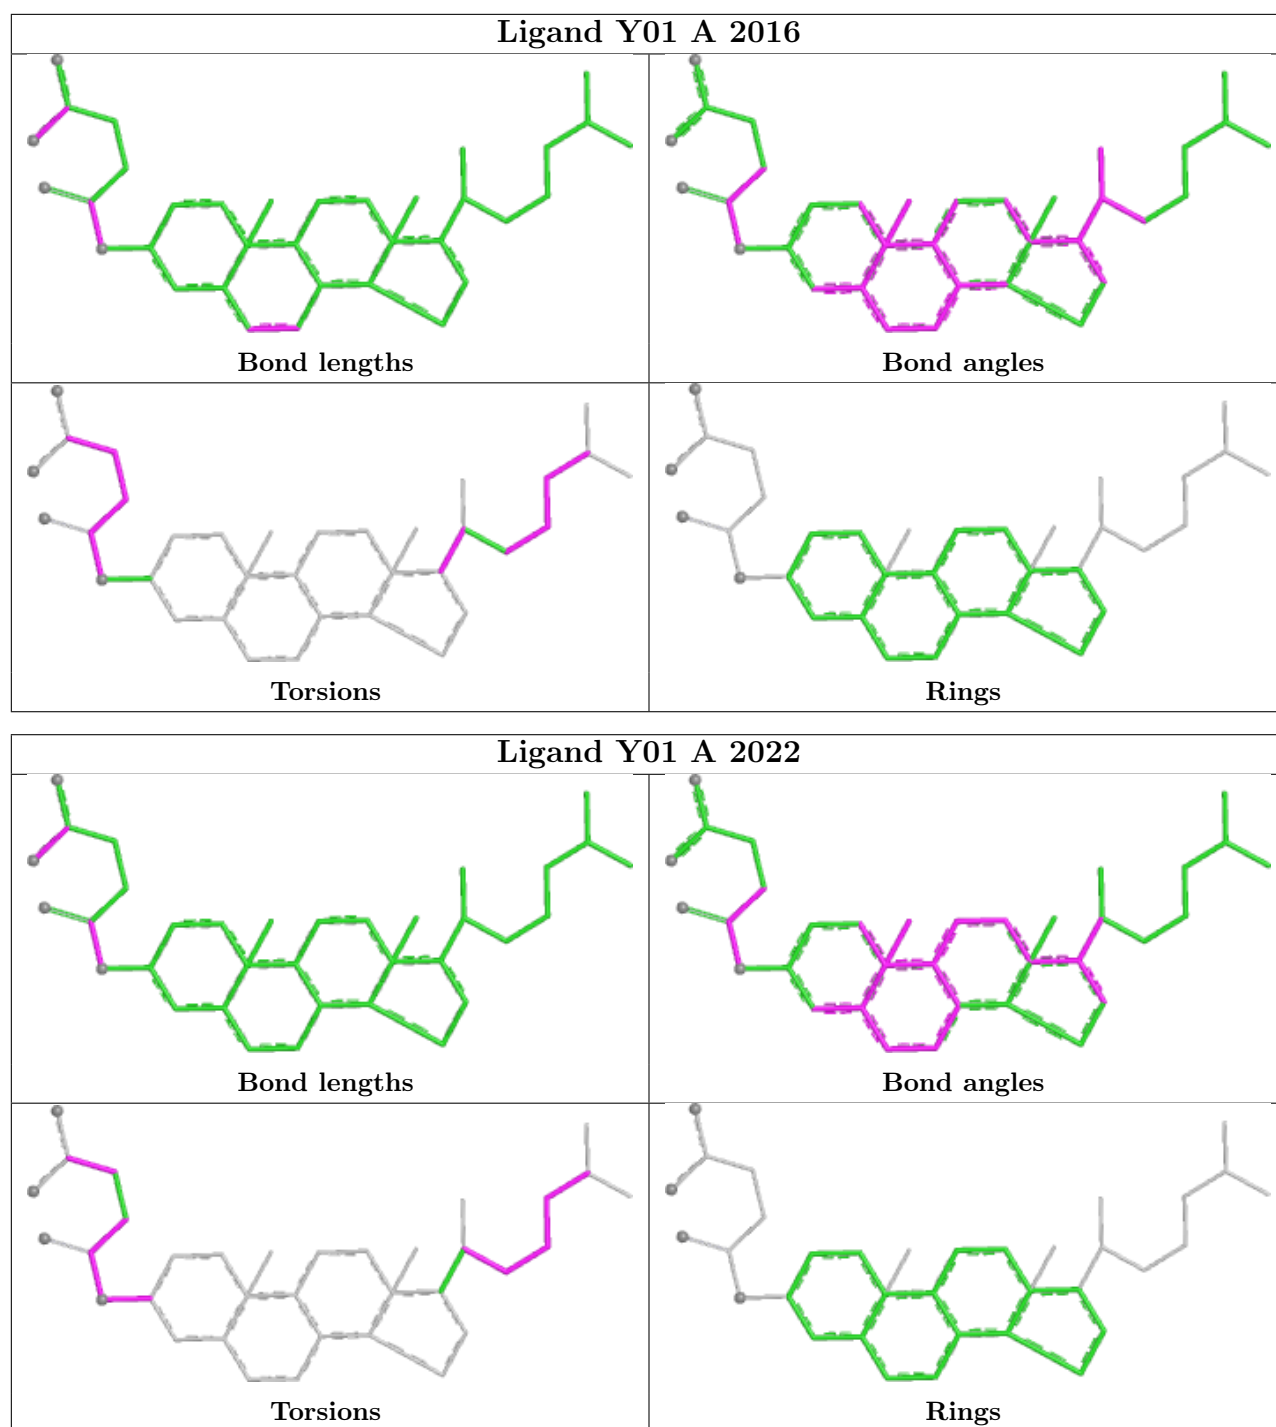 Ligand Y01 A 2016
Bond lengths
Bond angles
Torsions
Rings
Ligand Y01 A 2022
Bond lengths
Bond angles
Torsions
Rings